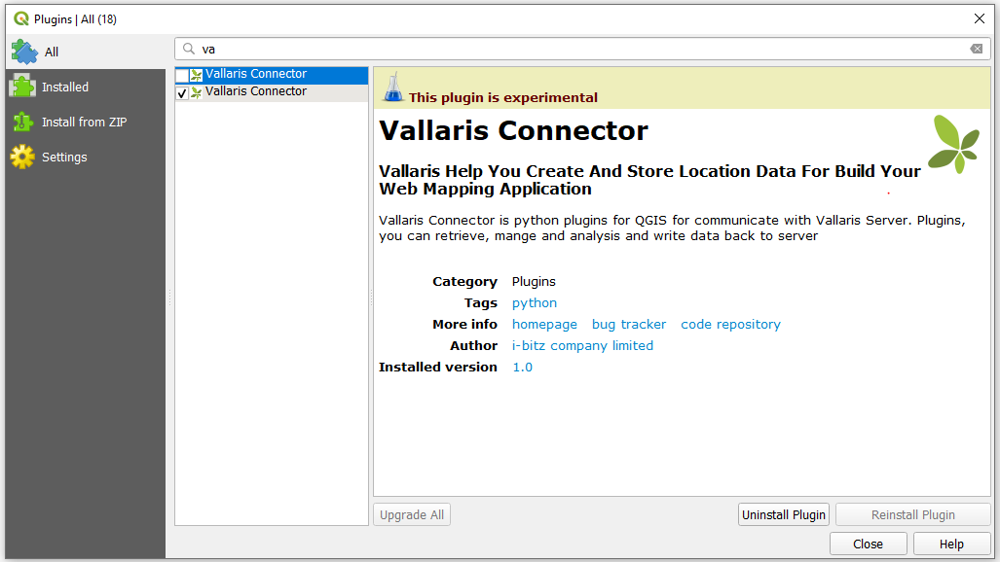 Plugins | All (18)
All
Installed
Install from ZIP
Settings
va
Vallaris Connector
Vallaris Connector
This plugin is experimental
Vallaris Connector
Vallaris Help You Create And Store Location Data For Build Your
Web Mapping Application
Vallaris Connector is python plugins for QGIS for communicate with Vallaris Server. Plugins,
you can retrieve, mange and analysis and write data back to server
Category Plugins
Tags python
More info homepage bug tracker code repository
Author i-bitz company limited
Installed version 1.0
Upgrade All Uninstall Plugin Reinstall Plugin
Close Help